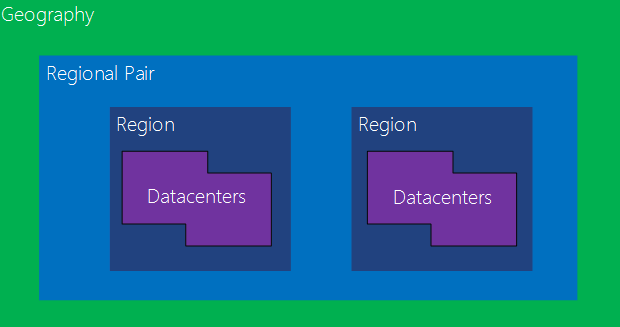 Geography
Regional Pair
Region
Datacenters
Region
Datacenters